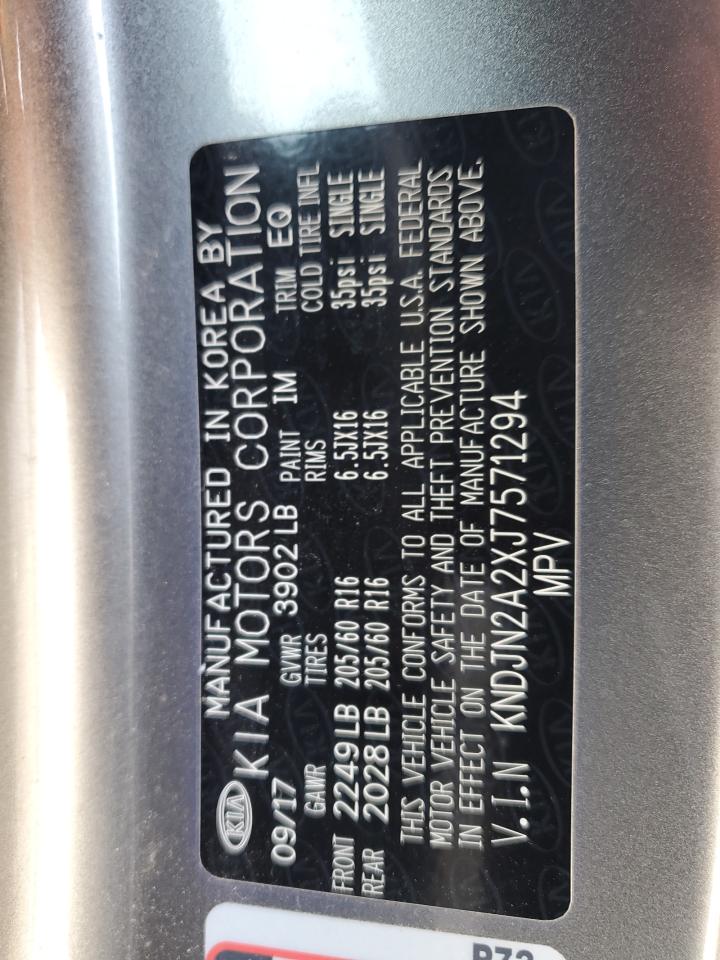 KIA
MANUFACTURED IN KOREA BY
KIA MOTORS CORPORATION
09/17 GVWR 3902 LB PAINT IM TRIM EQ
GAWR TIRES RIMS COLD TIRE INFL
FRONT 2249LB 205/60 R16 6.5JX16 35psi SINGLE
REAR 2028LB 205/60 R16 6.5JX16 35psi SINGLE
THIS VEHICLE CONFORMS TO ALL APPLICABLE U.S.A. FEDERAL
MOTOR VEHICLE SAFETY AND THEFT PREVENTION STANDARDS
IN EFFECT ON THE DATE OF MANUFACTURE SHOWN ABOVE.
V.I.N KNDJN2A2XJ7571294
MPV